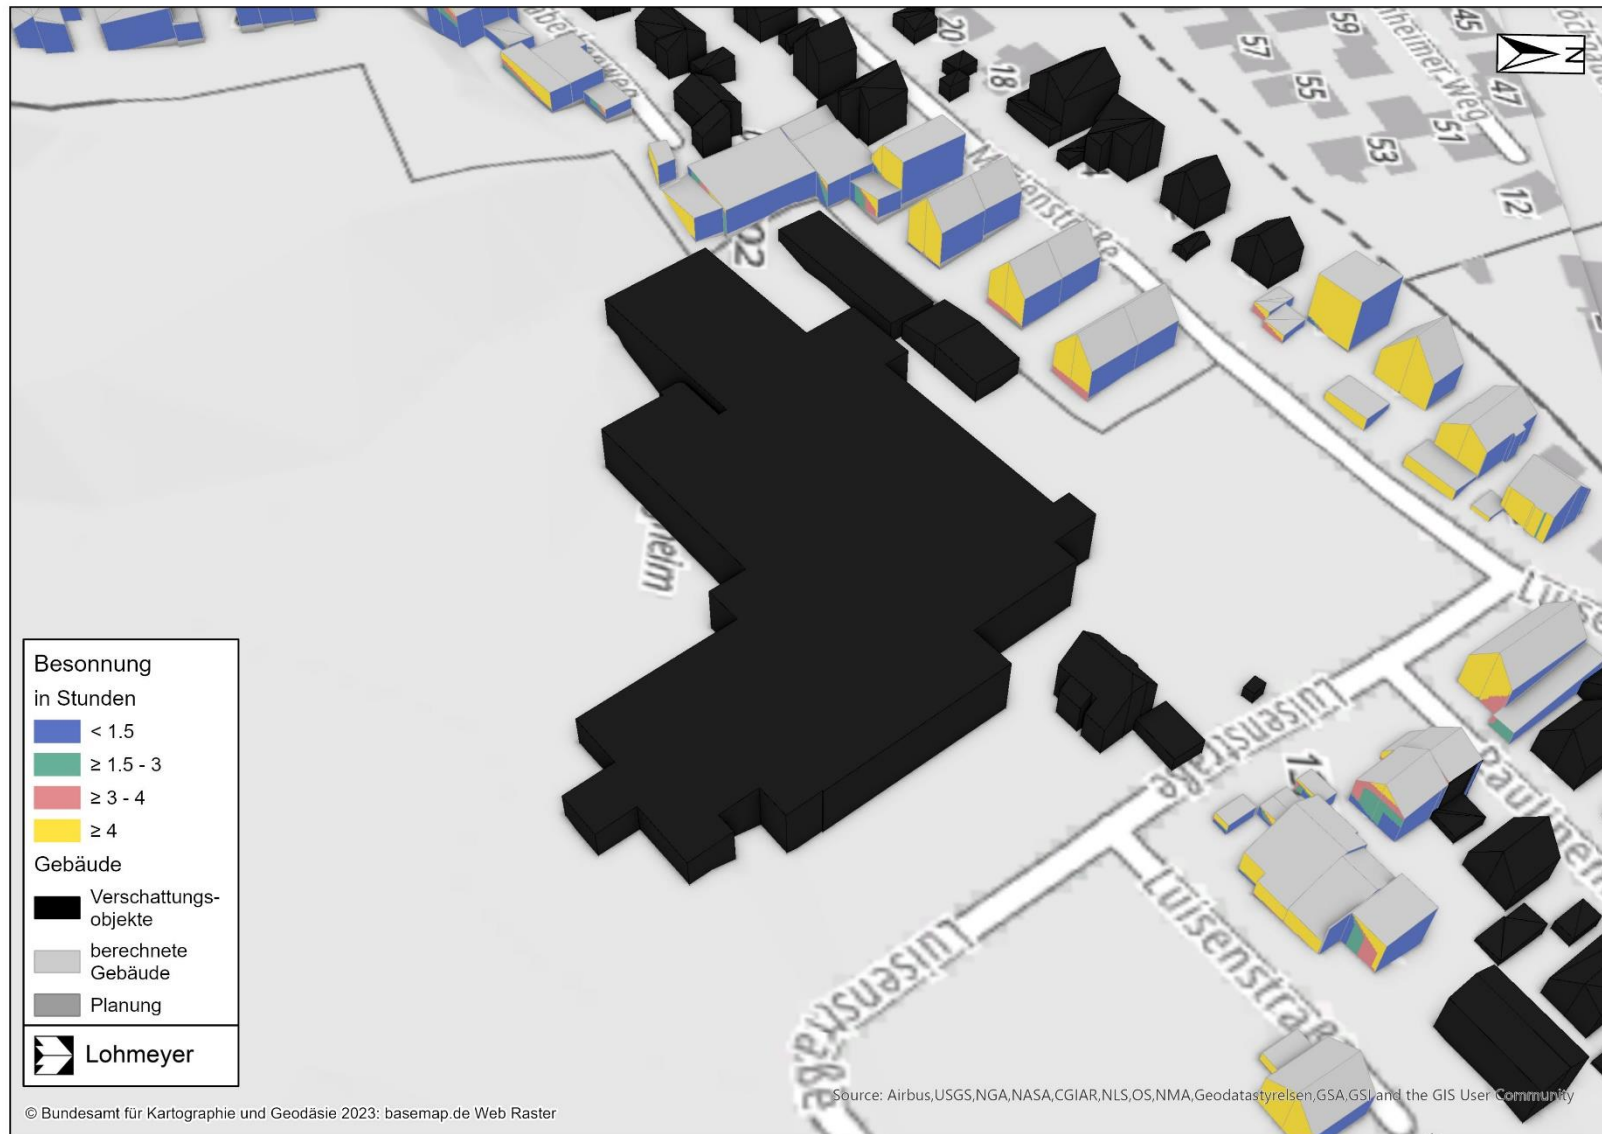 20
18
57
59
55
53
45
47
51
12
N
02
Marienstraße
heim
Luisenstraße
Luisenstraße
Luisenstraße
Besonnung
in Stunden
< 1.5
≥ 1.5 - 3
≥ 3 - 4
≥ 4
Gebäude
Verschattungs-
objekte
berechnete
Gebäude
Planung
Lohmeyer
© Bundesamt für Kartographie und Geodäsie 2023: basemap.de Web Raster
Source: Airbus,USGS,NGA,NASA,CGIAR,NLS,OS,NMA,Geodatastyrelsen,GSA,GSI and the GIS User Community